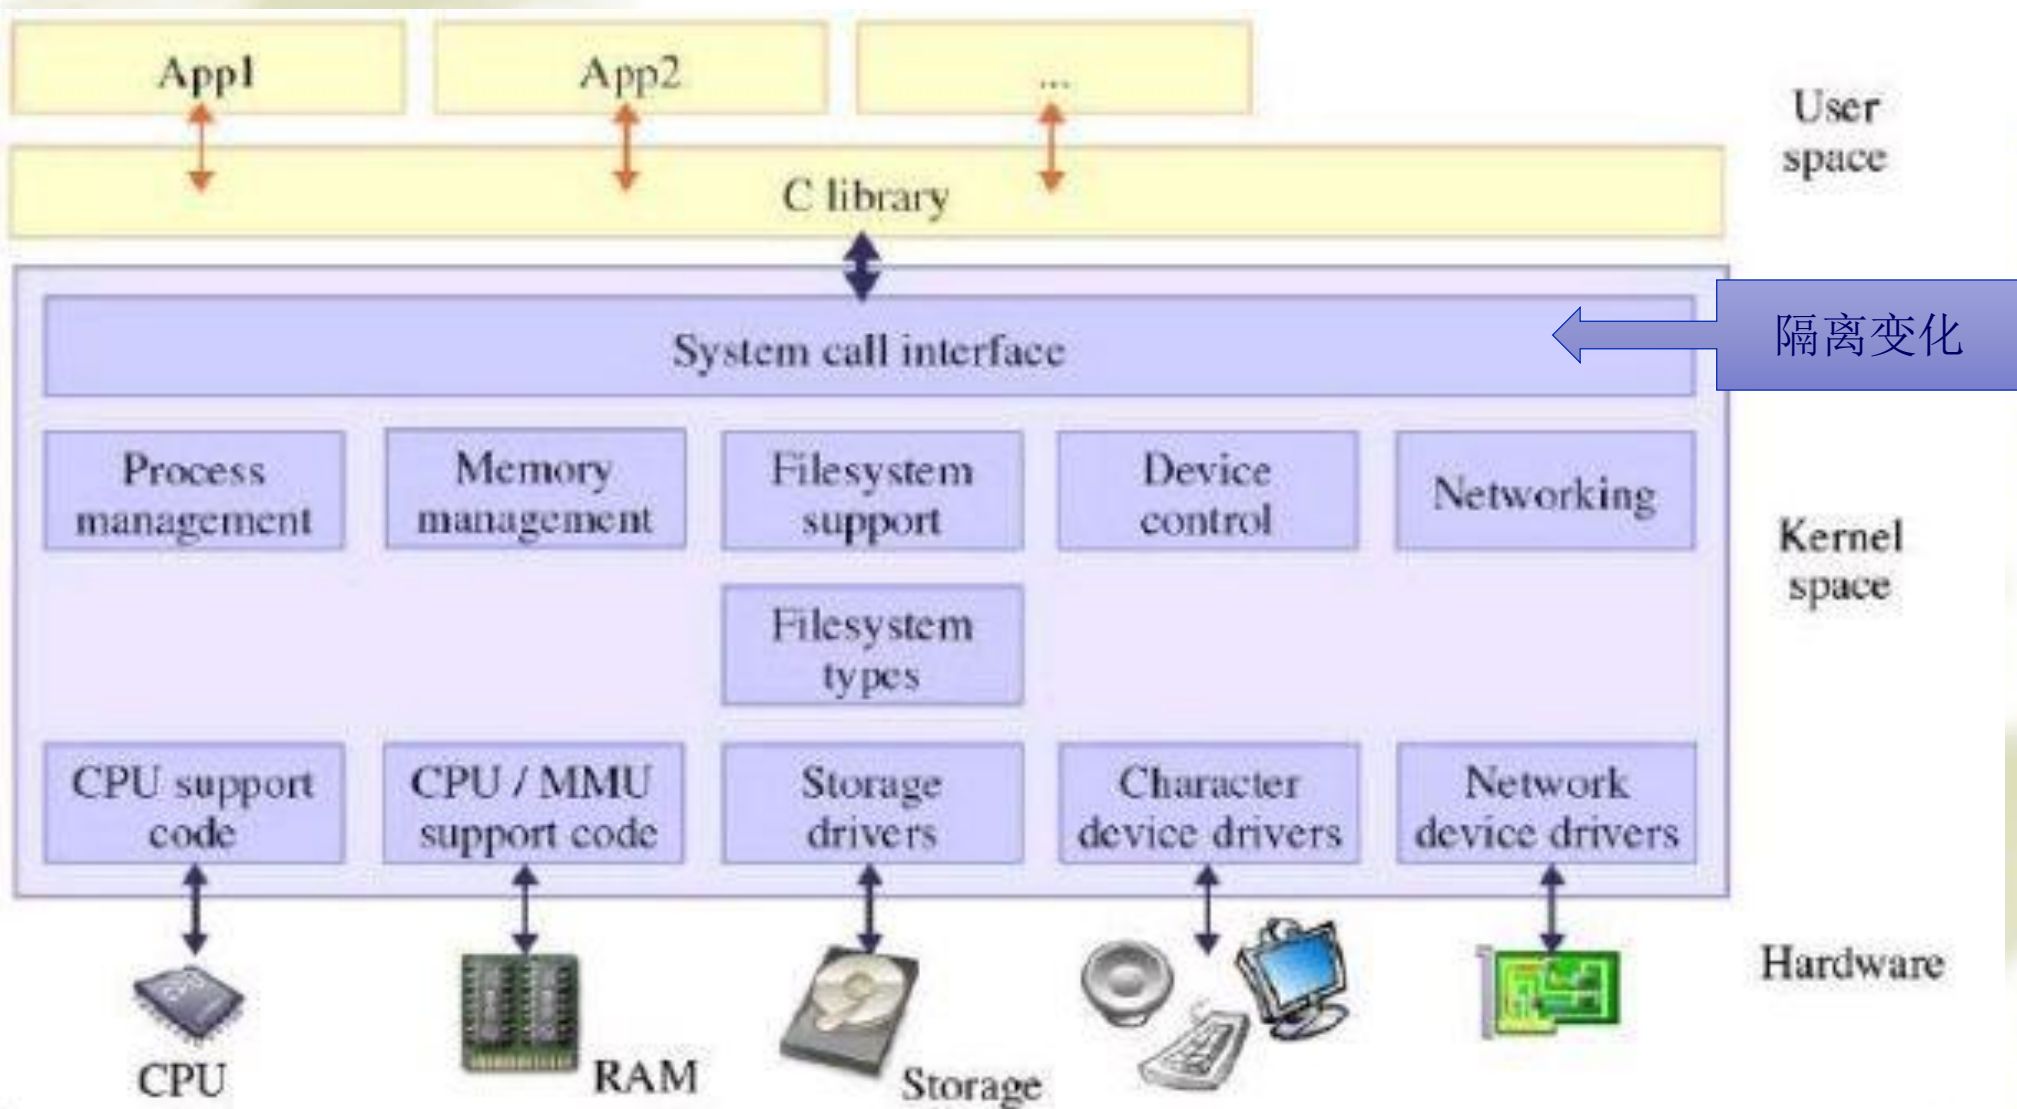 App1
App2
...
User
space
C library
System call interface
隔离变化
Process
management
Memory
management
Filesystem
support
Device
control
Networking
Kernel
space
Filesystem
types
CPU support
code
CPU / MMU
support code
Storage
drivers
Character
device drivers
Network
device drivers
Hardware
CPU
CPU
RAM
Storage